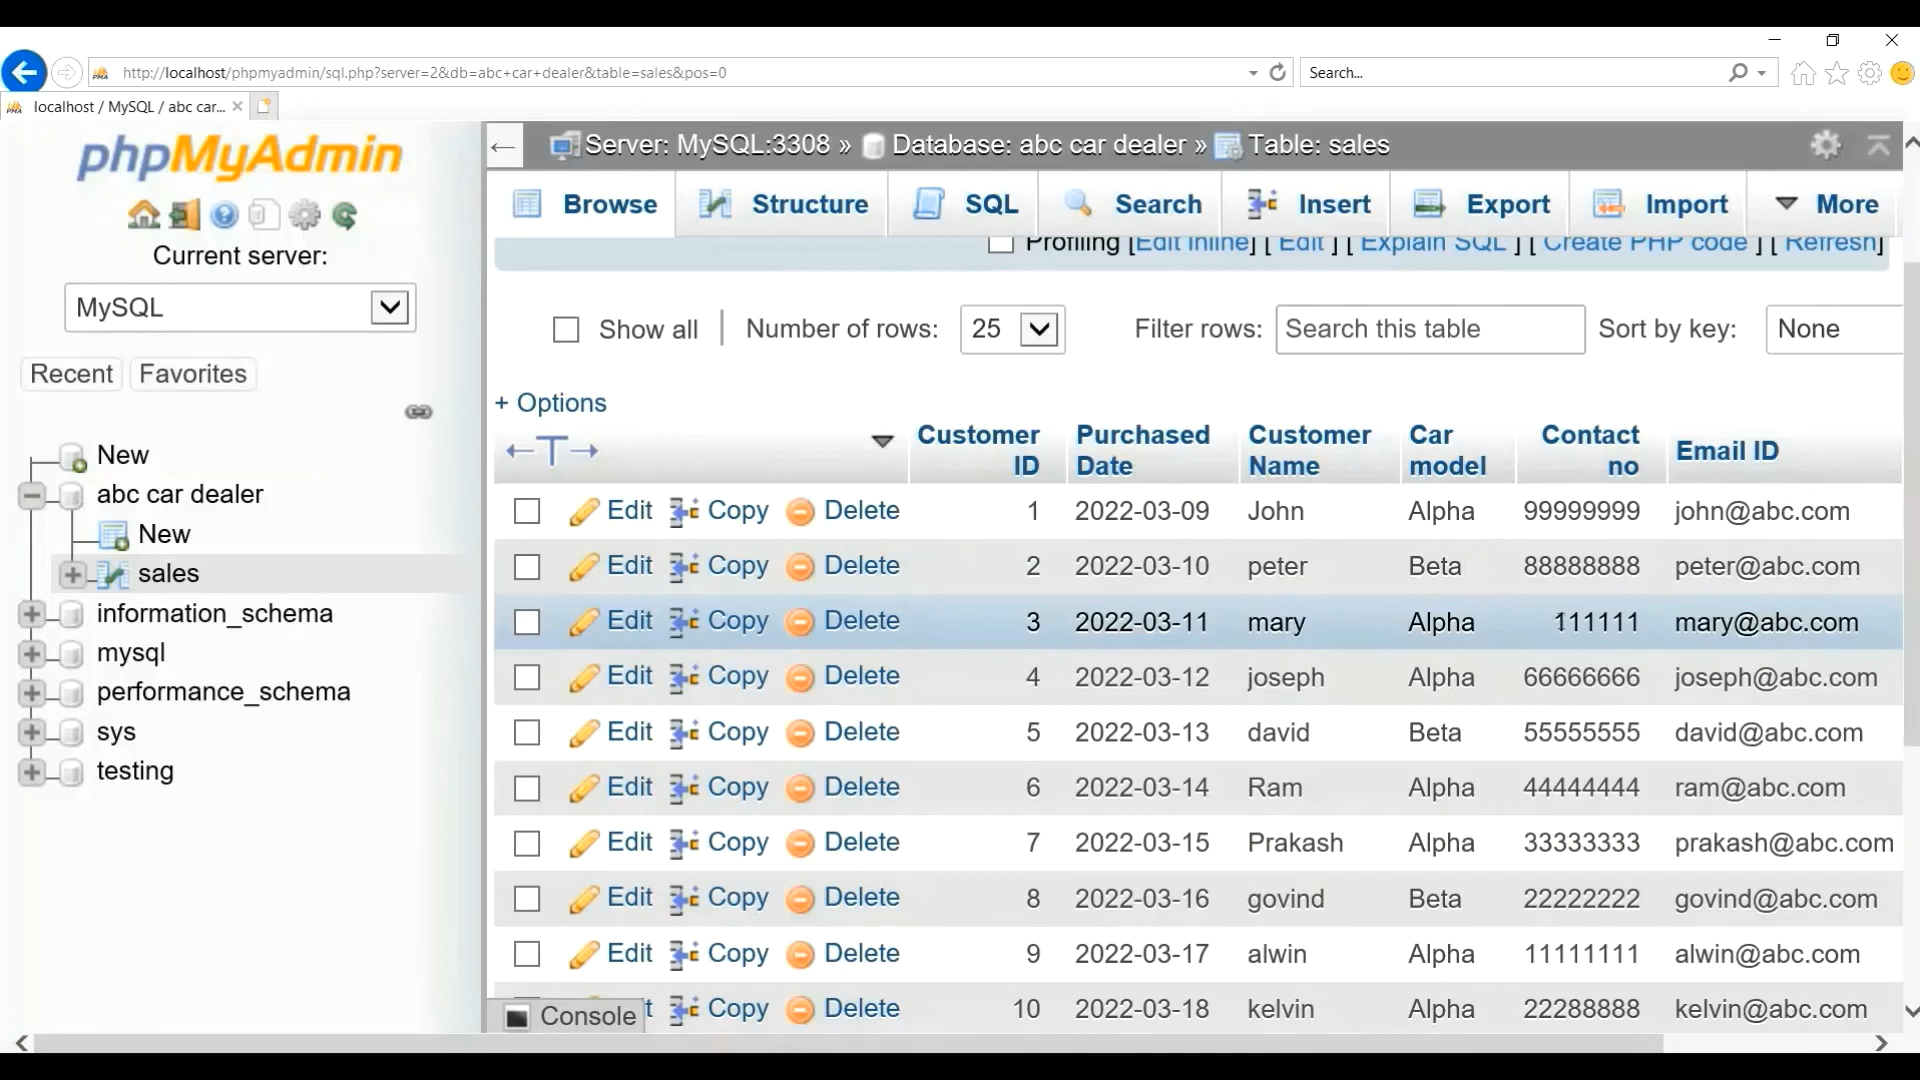 http://localhost/phpmyadmin/sql.php?server=2&db=abc+car+dealer&table=sales&pos=0
Search...
localhost / MySQL / abc car...
phpMyAdmin
Current server:
MySQL
Recent Favorites
New
abc car dealer
New
sales
information_schema
mysql
performance_schema
sys
testing
Server: MySQL:3308 » Database: abc car dealer » Table: sales
Browse Structure SQL Search Insert Export Import More
Profiling [Edit inline] [ Edit ] [ Explain SQL ] [ Create PHP code ] [ Refresh]
Show all Number of rows: 25 Filter rows: Search this table Sort by key: None
+ Options
Customer ID Purchased Date Customer Name Car model Contact no Email ID
Edit Copy Delete 1 2022-03-09 John Alpha 99999999 john@abc.com
Edit Copy Delete 2 2022-03-10 peter Beta 88888888 peter@abc.com
Edit Copy Delete 3 2022-03-11 mary Alpha 111111 mary@abc.com
Edit Copy Delete 4 2022-03-12 joseph Alpha 66666666 joseph@abc.com
Edit Copy Delete 5 2022-03-13 david Beta 55555555 david@abc.com
Edit Copy Delete 6 2022-03-14 Ram Alpha 44444444 ram@abc.com
Edit Copy Delete 7 2022-03-15 Prakash Alpha 33333333 prakash@abc.com
Edit Copy Delete 8 2022-03-16 govind Beta 22222222 govind@abc.com
Edit Copy Delete 9 2022-03-17 alwin Alpha 11111111 alwin@abc.com
Copy Delete 10 2022-03-18 kelvin Alpha 22288888 kelvin@abc.com
Console